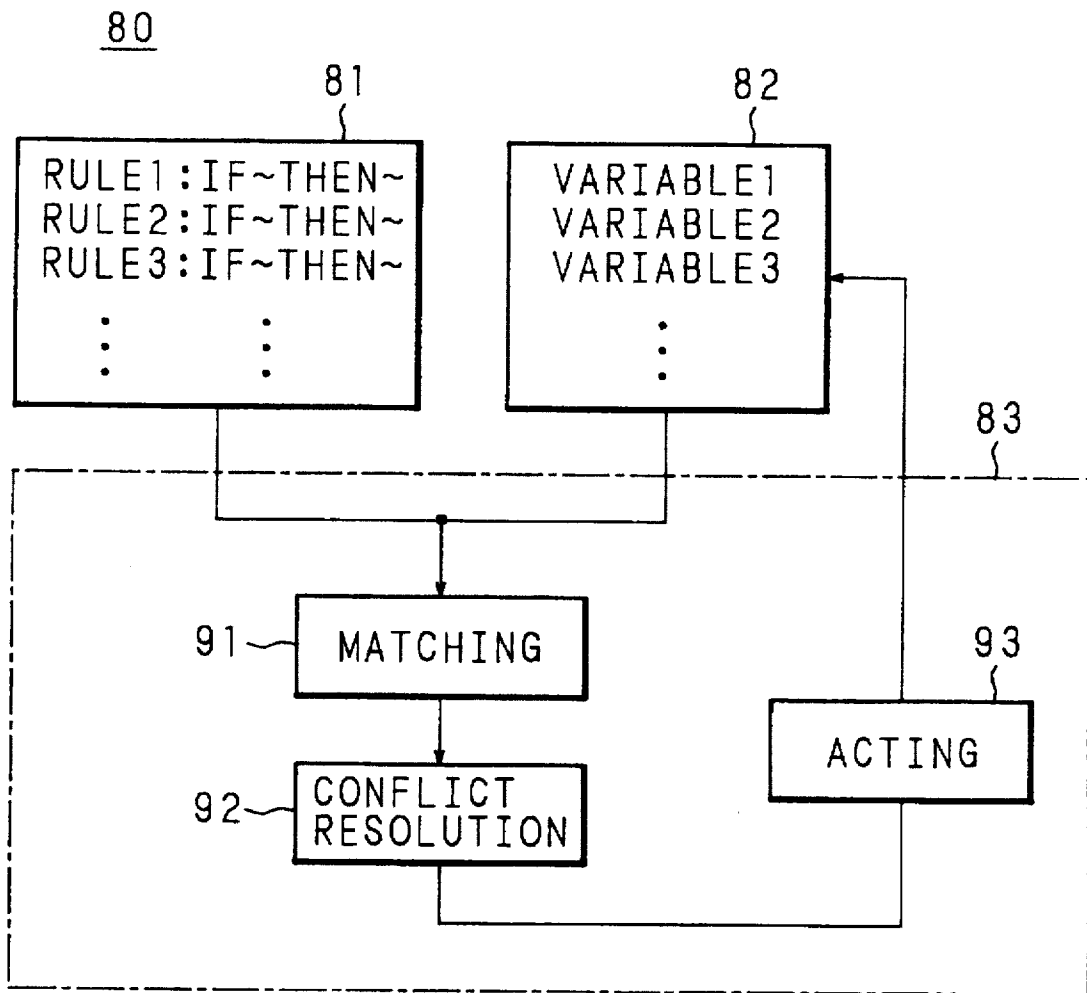 80
81
82
RULE1:IF~THEN~
RULE2:IF~THEN~
RULE3:IF~THEN~
VARIABLE1
VARIABLE2
VARIABLE3
83
91
MATCHING
93
ACTING
92
CONFLICT
RESOLUTION